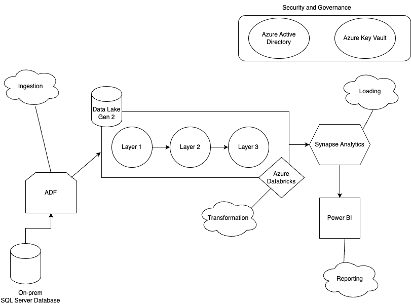 Security and Governance
Azure Active
Directory
Azure Key Vault
Ingestion
Loading
Data Lake
Gen 2
Layer 1
Layer 2
Layer 3
Synapse Analytics
Azure
Databricks
ADF
Transformation
Power BI
On-prem
SQL Server Database
Reporting